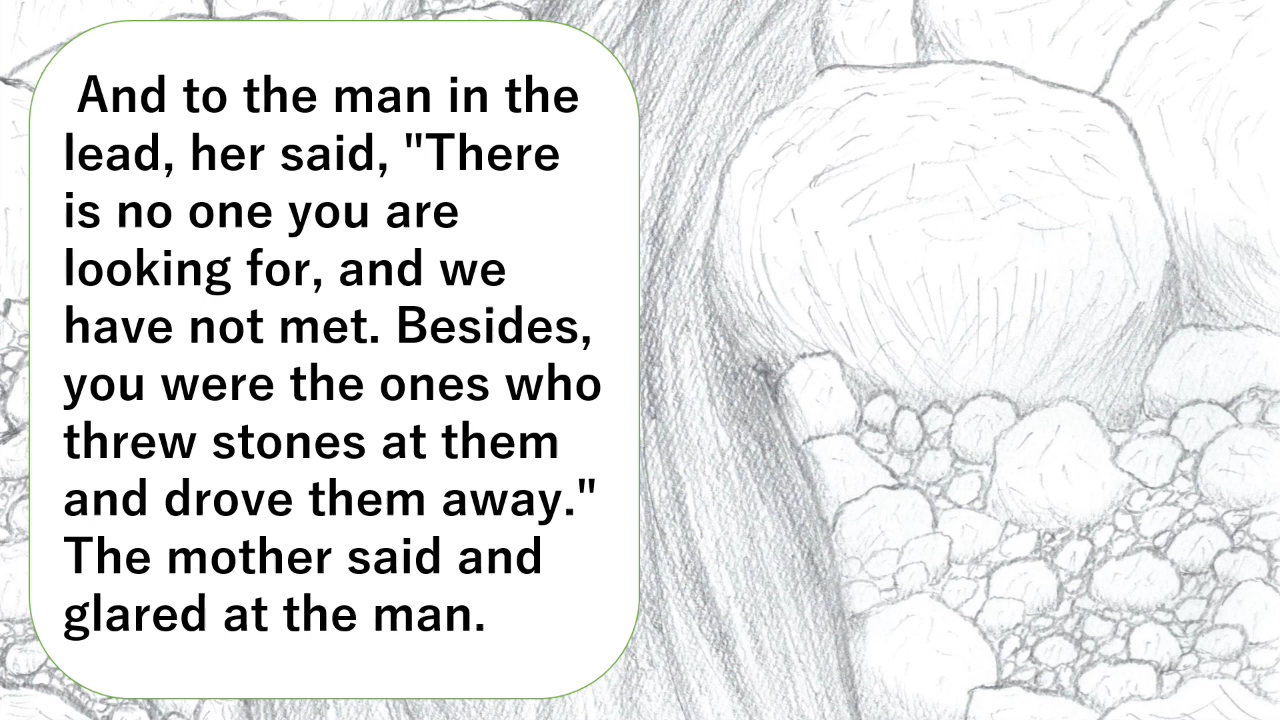 And to the man in the
lead, her said, "There
is no one you are
looking for, and we
have not met. Besides,
you were the ones who
threw stones at them
and drove them away."
The mother said and
glared at the man.